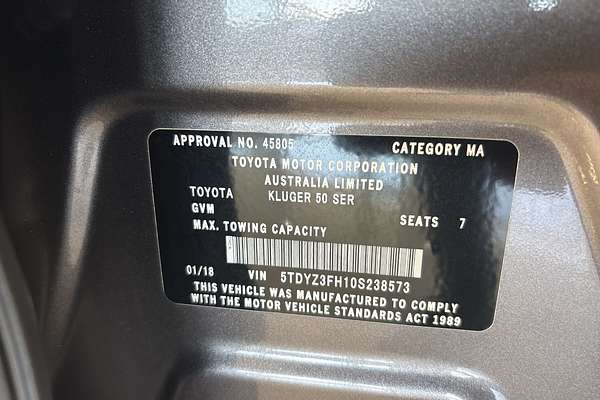 APPROVAL NO. 45805 CATEGORY MA
TOYOTA MOTOR CORPORATION
AUSTRALIA LIMITED
TOYOTA KLUGER 50 SER
GVM SEATS 7
MAX. TOWING CAPACITY
01/18 VIN 5TDYZ3FH10S238573
THIS VEHICLE WAS MANUFACTURED TO COMPLY
WITH THE MOTOR VEHICLE STANDARDS ACT 1989